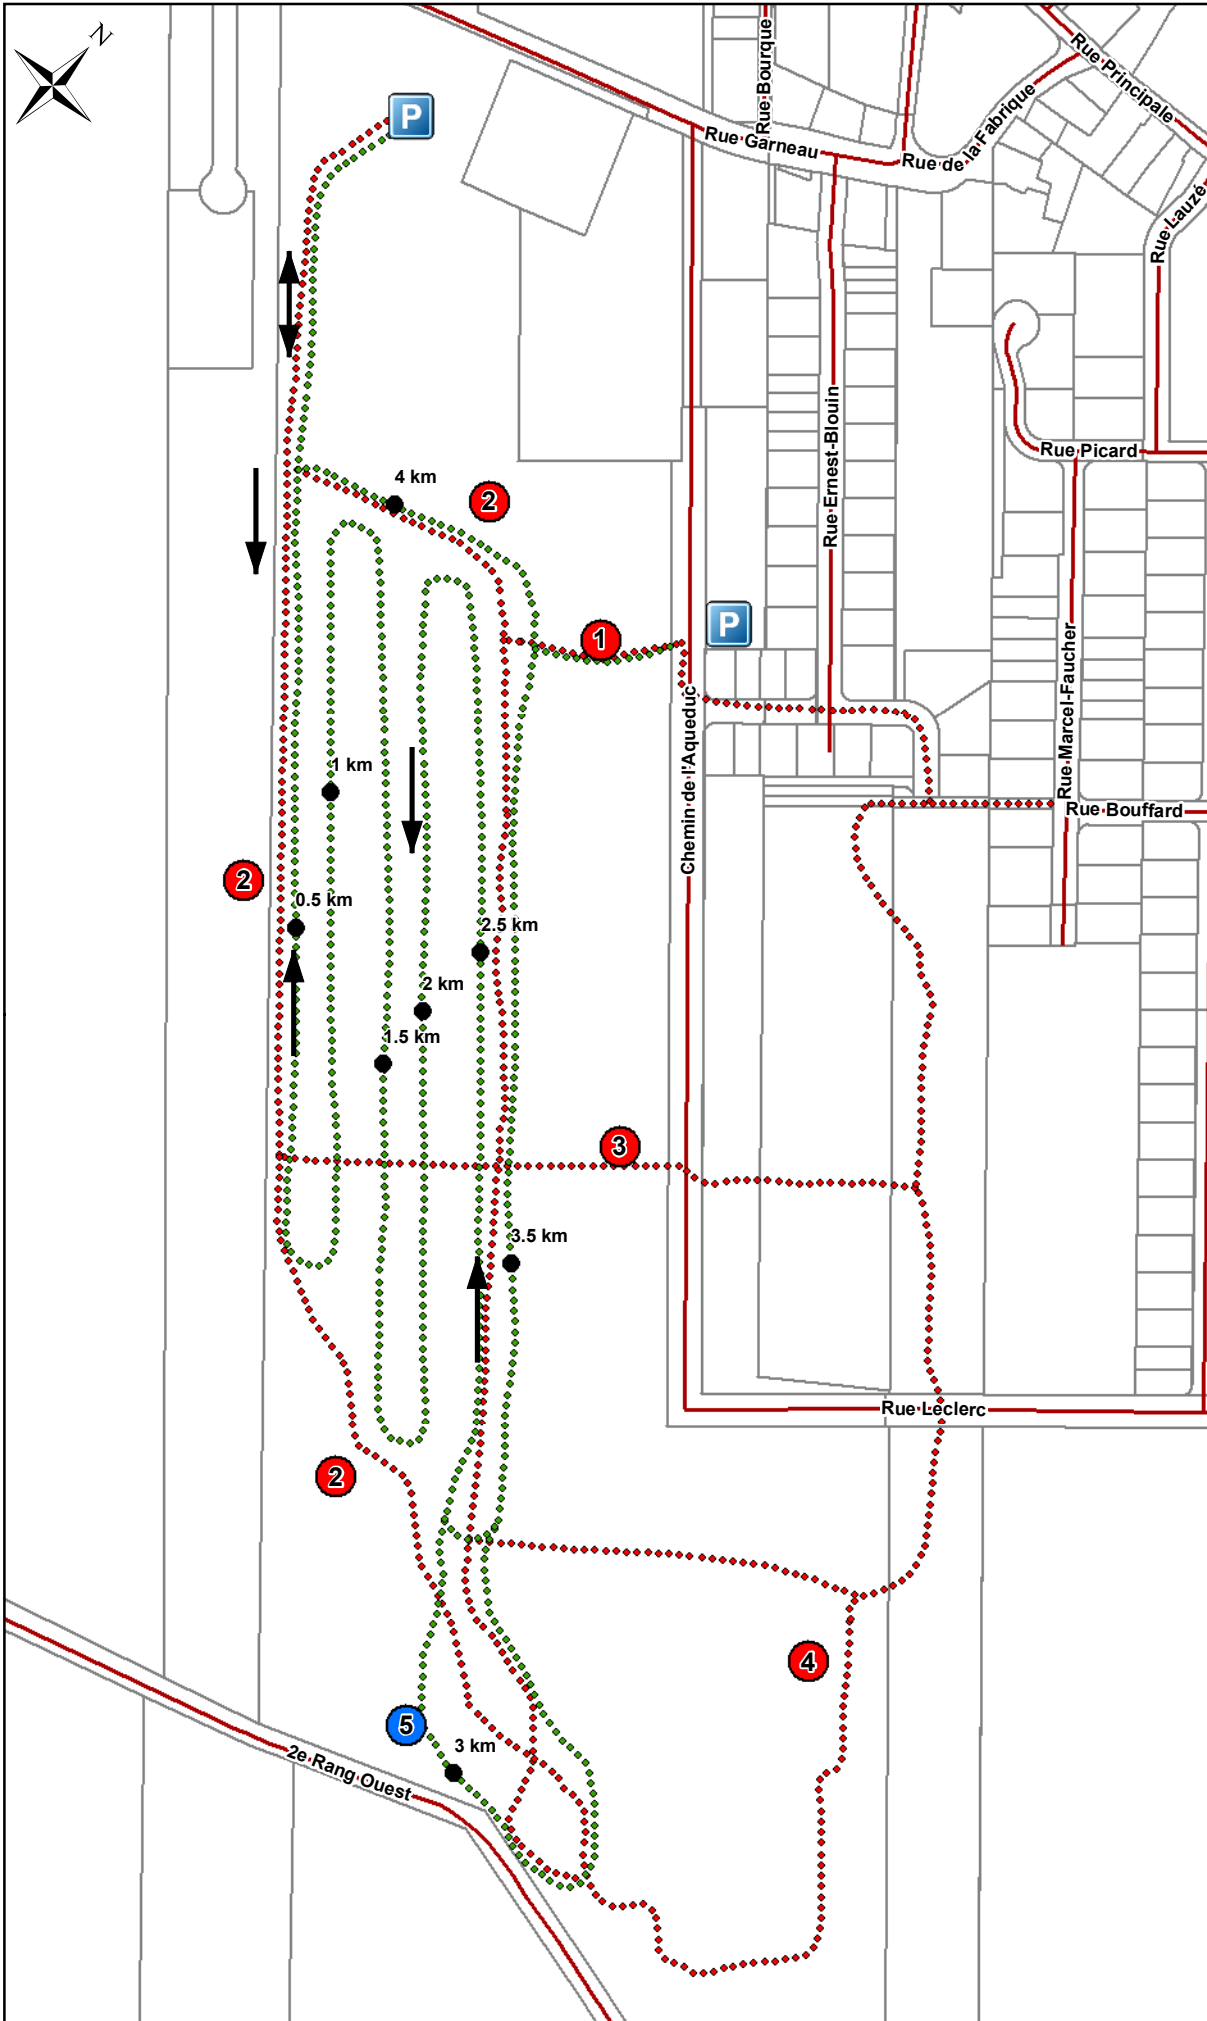 N
P
Rue Bourque
Rue Principale
Rue Garneau
Rue de la Fabrique
Rue Lauzé
Rue Ernest-Blouin
Rue Picard
4 km
2
1
P
Rue Marcel-Faucher
Chemin de l'Aqueduc
1 km
Rue Bouffard
2
0.5 km
2.5 km
2 km
1.5 km
3
3.5 km
Rue Leclerc
2
4
5
3 km
2e Rang Ouest